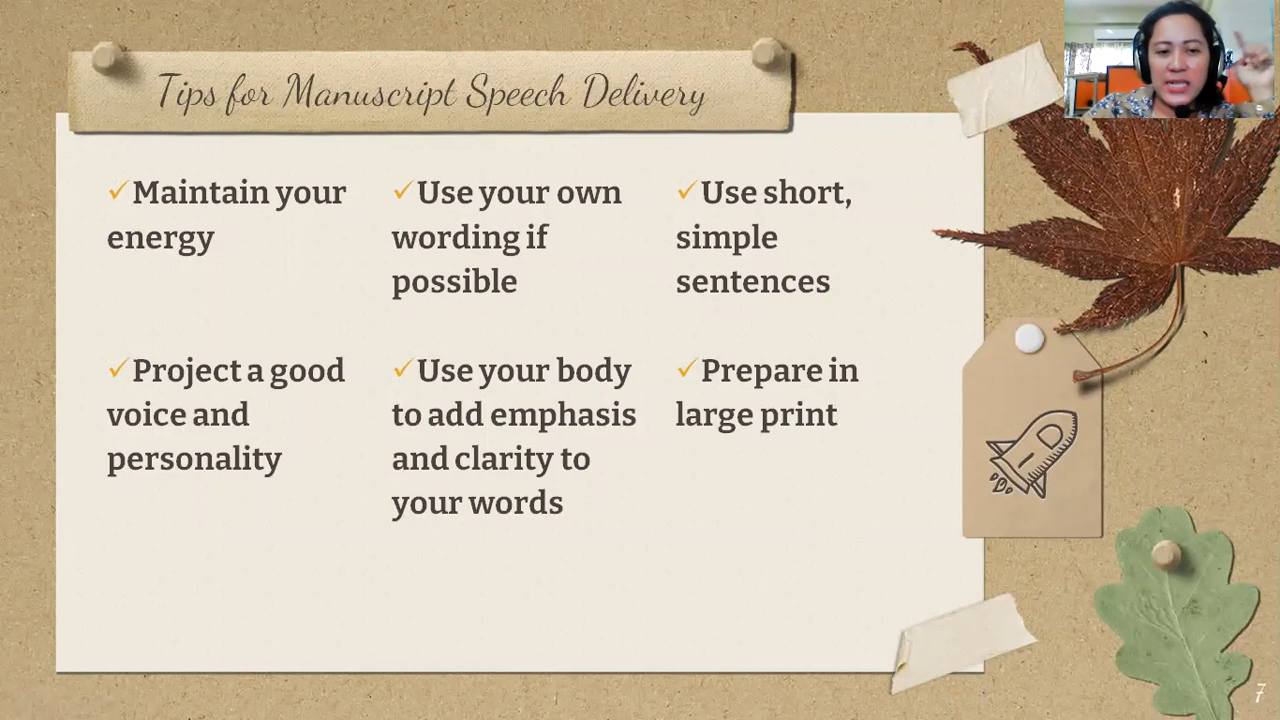 Tips for Manuscript Speech Delivery
✓Maintain your
energy
✓Use your own
wording if
possible
✓Use short,
simple
sentences
✓Project a good
voice and
personality
✓Use your body
to add emphasis
and clarity to
your words
✓Prepare in
large print
7